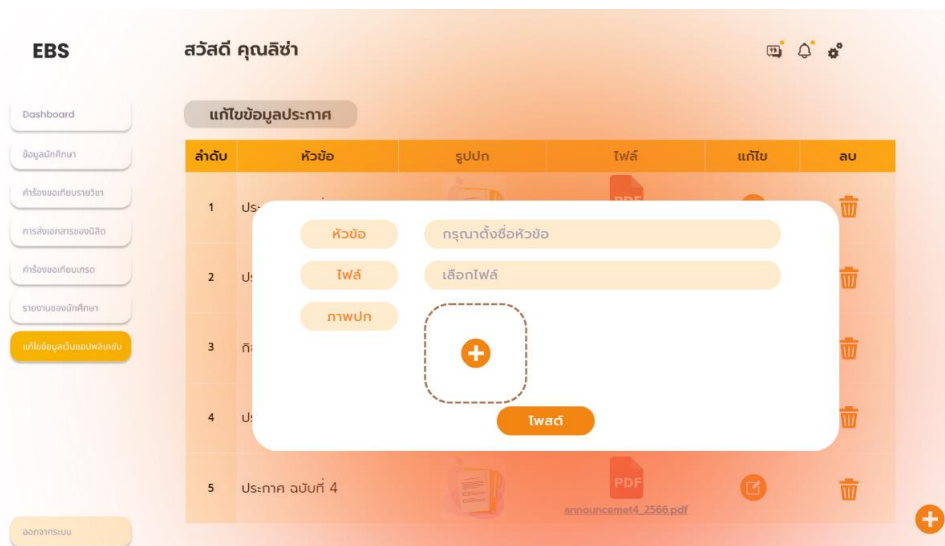 EBS
สวัสดี คุณลิซ่า
Dashboard
ข้อมูลนักศึกษา
คำร้องขอเทียบรายวิชา
การส่งเอกสารของนิสิต
คำร้องขอเทียบเกรด
รายงานของนักศึกษา
แก้ไขข้อมูลเว็บแอปพลิเคชัน
ออกจากระบบ
แก้ไขข้อมูลประกาศ
ลำดับ หัวข้อ รูปปก ไฟล์ แก้ไข ลบ
1
2
3
4
5 ประกาศ ฉบับที่ 4 PDF
announcemet4_2566.pdf
หัวข้อ กรุณาตั้งชื่อหัวข้อ
ไฟล์ เลือกไฟล์
ภาพปก
โพสต์